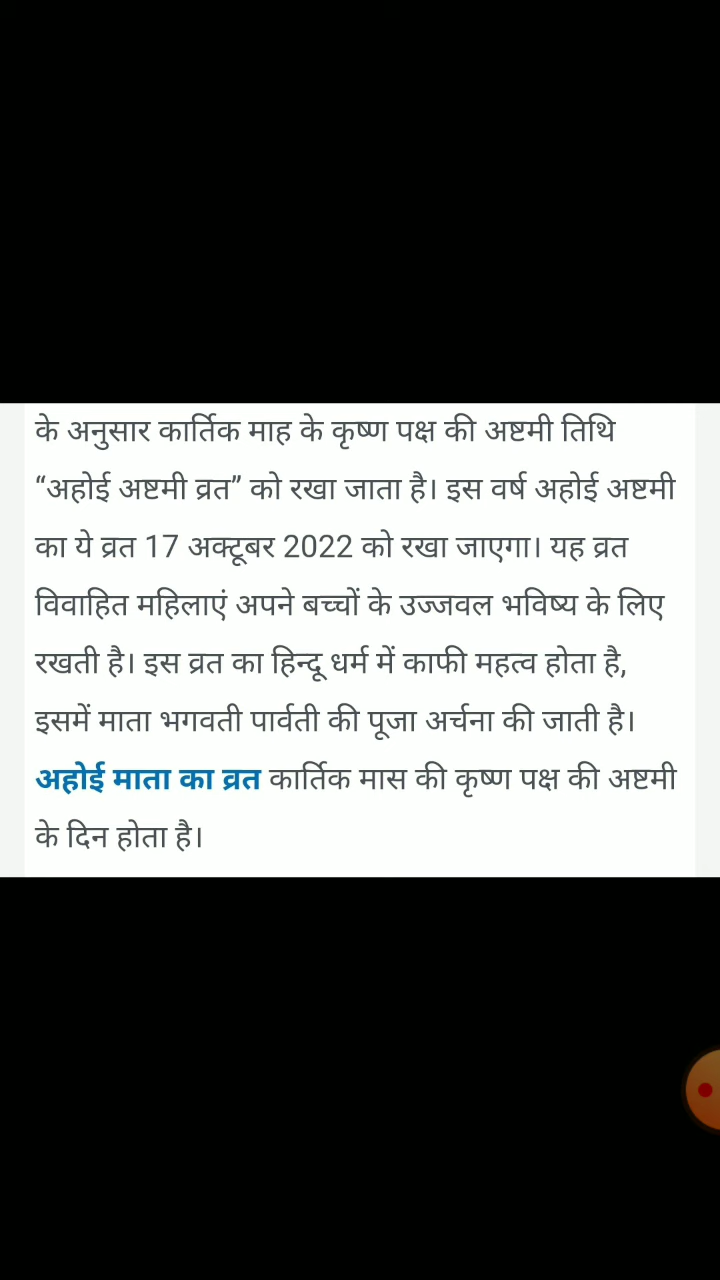 के अनुसार कार्तिक माह के कृष्ण पक्ष की अष्टमी तिथि
“अहोई अष्टमी व्रत” को रखा जाता है। इस वर्ष अहोई अष्टमी
का ये व्रत 17 अक्टूबर 2022 को रखा जाएगा। यह व्रत
विवाहित महिलाएं अपने बच्चों के उज्जवल भविष्य के लिए
रखती है। इस व्रत का हिन्दू धर्म में काफी महत्व होता है,
इसमें माता भगवती पार्वती की पूजा अर्चना की जाती है।
अहोई माता का व्रत कार्तिक मास की कृष्ण पक्ष की अष्टमी
के दिन होता है।